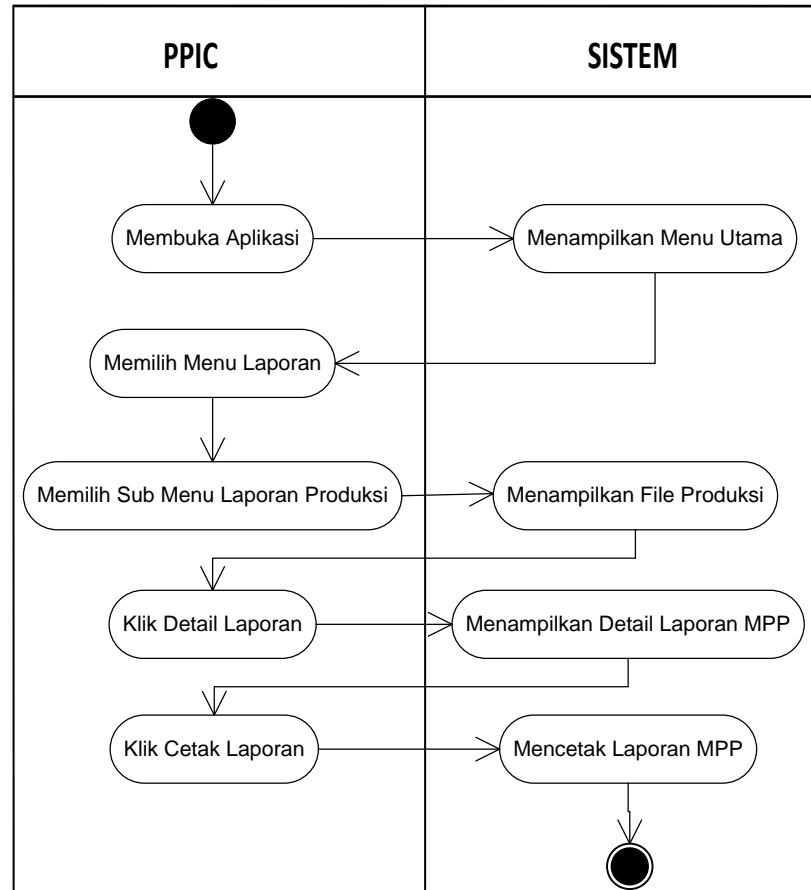 PPIC
SISTEM
Membuka Aplikasi
Menampilkan Menu Utama
Memilih Menu Laporan
Memilih Sub Menu Laporan Produksi
Menampilkan File Produksi
Klik Detail Laporan
Menampilkan Detail Laporan MPP
Klik Cetak Laporan
Mencetak Laporan MPP